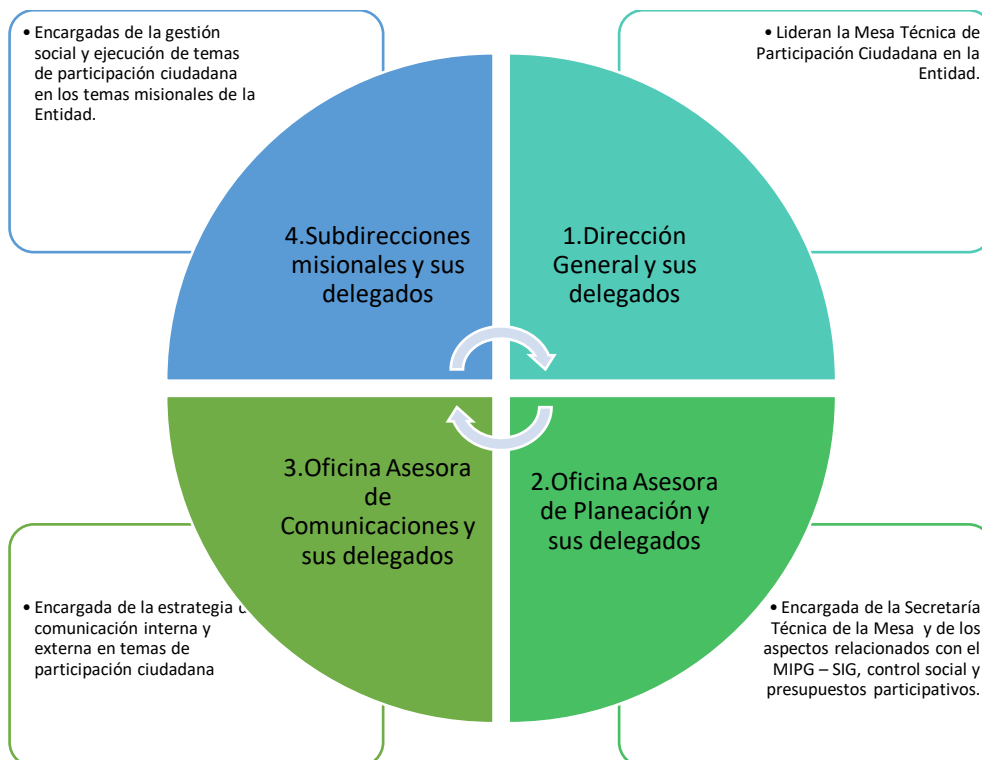 • Encargadas de la gestión
social y ejecución de temas
de participación ciudadana
en los temas misionales de la
Entidad.
• Lideran la Mesa Técnica de
Participación Ciudadana en la
Entidad.
4.Subdirecciones
misionales y sus
delegados
1.Dirección
General y sus
delegados
3.Oficina Asesora
de
Comunicaciones y
sus delegados
2.Oficina Asesora
de Planeación y
sus delegados
• Encargada de la estrategia
comunicación interna y
externa en temas de
participación ciudadana
• Encargada de la Secretaría
Técnica de la Mesa y de los
aspectos relacionados con el
MIPG – SIG, control social y
presupuestos participativos.